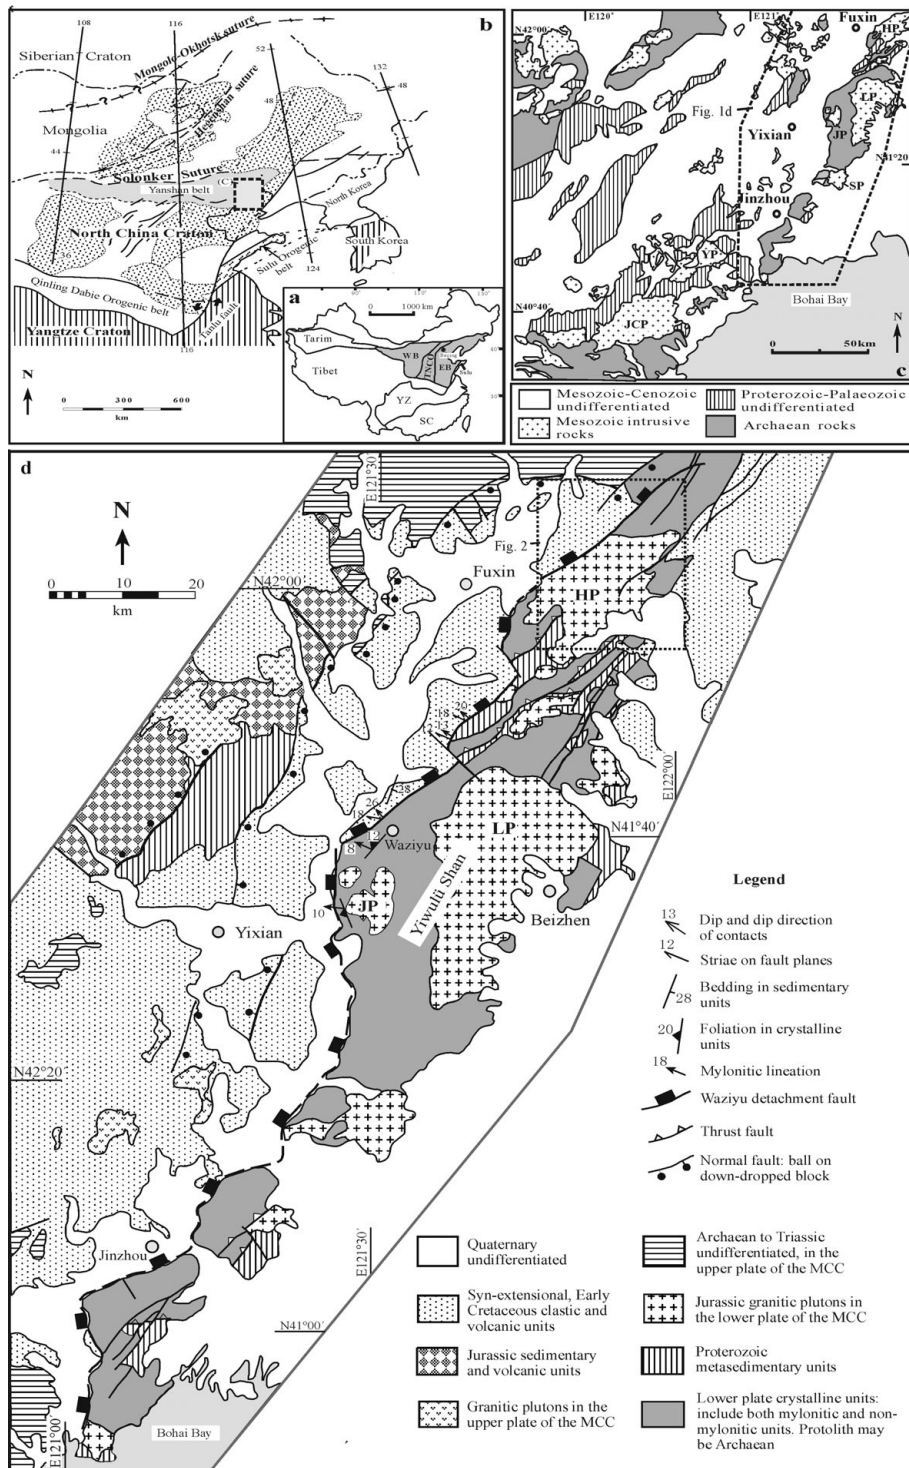 b
108
116
52
132
48
48
44
36
124
116
Siberian Craton
Mongolo-Okhotsk suture
Mongolia
Hegenshan suture
Solonker Suture
Yanshan belt
(C)
North China Craton
North Korea
South Korea
Sulu Orogenic
belt
Qinling Dabie Orogenic belt
Tanlu fault
Yangtze Craton
N
0 300 600
km
a
0 1000 km
Tarim
Tibet
WB
TNCO
EB
Beijing
YZ
SC
E120°
E121°
N42°00′
Fuxin
HP
Fig. 1d
LP
Yixian
JP
N41°20′
SP
Jinzhou
YP
N40°40′
Bohai Bay
JCP
N
0 50km
c
Mesozoic-Cenozoic
undifferentiated
Proterozoic-Palaeozoic
undifferentiated
Mesozoic intrusive
rocks
Archaean rocks
d
E121°30′
N
0 10 20
km
Fig. 2
Fuxin
N42°00′
HP
20
18
13
E122°00′
28
26
18
12
8
Waziyu
LP
N41°40′
Yiwulü Shan
Beizhen
JP
10
Yixian
N42°20′
Jinzhou
E121°30′
N41°00′
Bohai Bay
E121°00′
Legend
13
Dip and dip direction
of contacts
12
Striae on fault planes
28
Bedding in sedimentary
units
20
Foliation in crystalline
units
18
Mylonitic lineation
Waziyu detachment fault
Thrust fault
Normal fault: ball on
down-dropped block
Quaternary
undifferentiated
Syn-extensional, Early
Cretaceous clastic and
volcanic units
Jurassic sedimentary
and volcanic units
Granitic plutons in the
upper plate of the MCC
Archaean to Triassic
undifferentiated, in the
upper plate of the MCC
Jurassic granitic plutons in
the lower plate of the MCC
Proterozoic
metasedimentary units
Lower plate crystalline units:
include both mylonitic and non-
mylonitic units. Protolith may
be Archaean